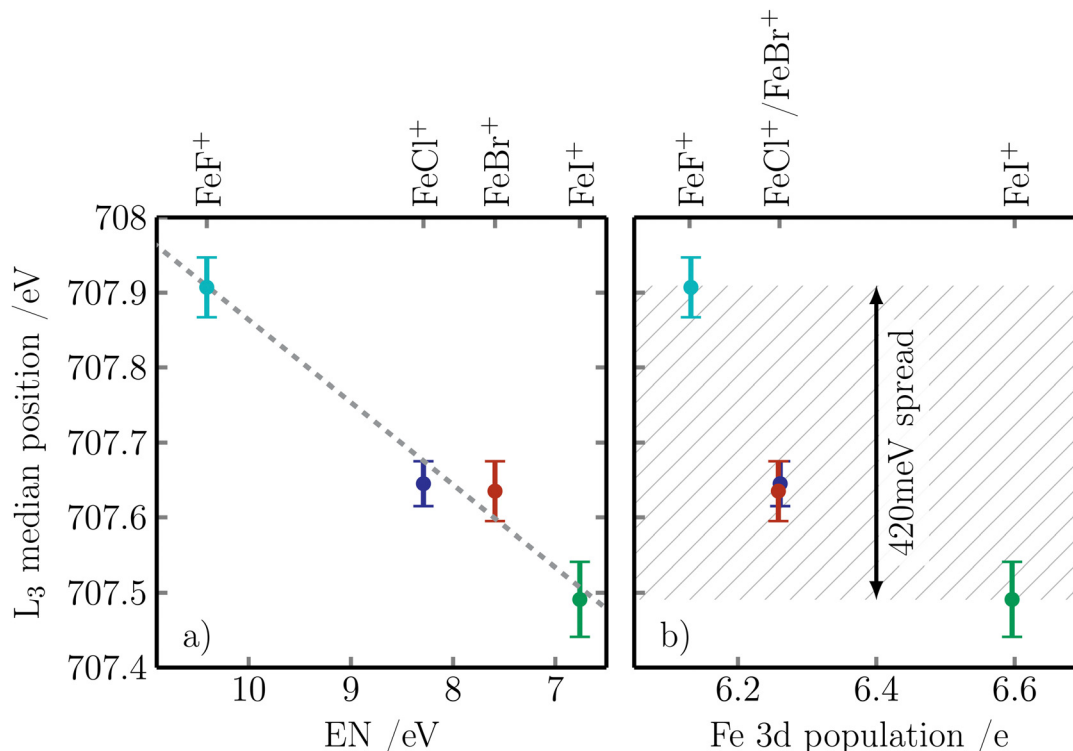 FeF⁺
FeCl⁺
FeBr⁺
FeI⁺
FeF⁺
FeCl⁺/FeBr⁺
FeI⁺
L₃ median position /eV
708
707.9
707.8
707.7
707.6
707.5
707.4
a)
10 9 8 7
EN /eV
420meV spread
b)
6.2 6.4 6.6
Fe 3d population /e